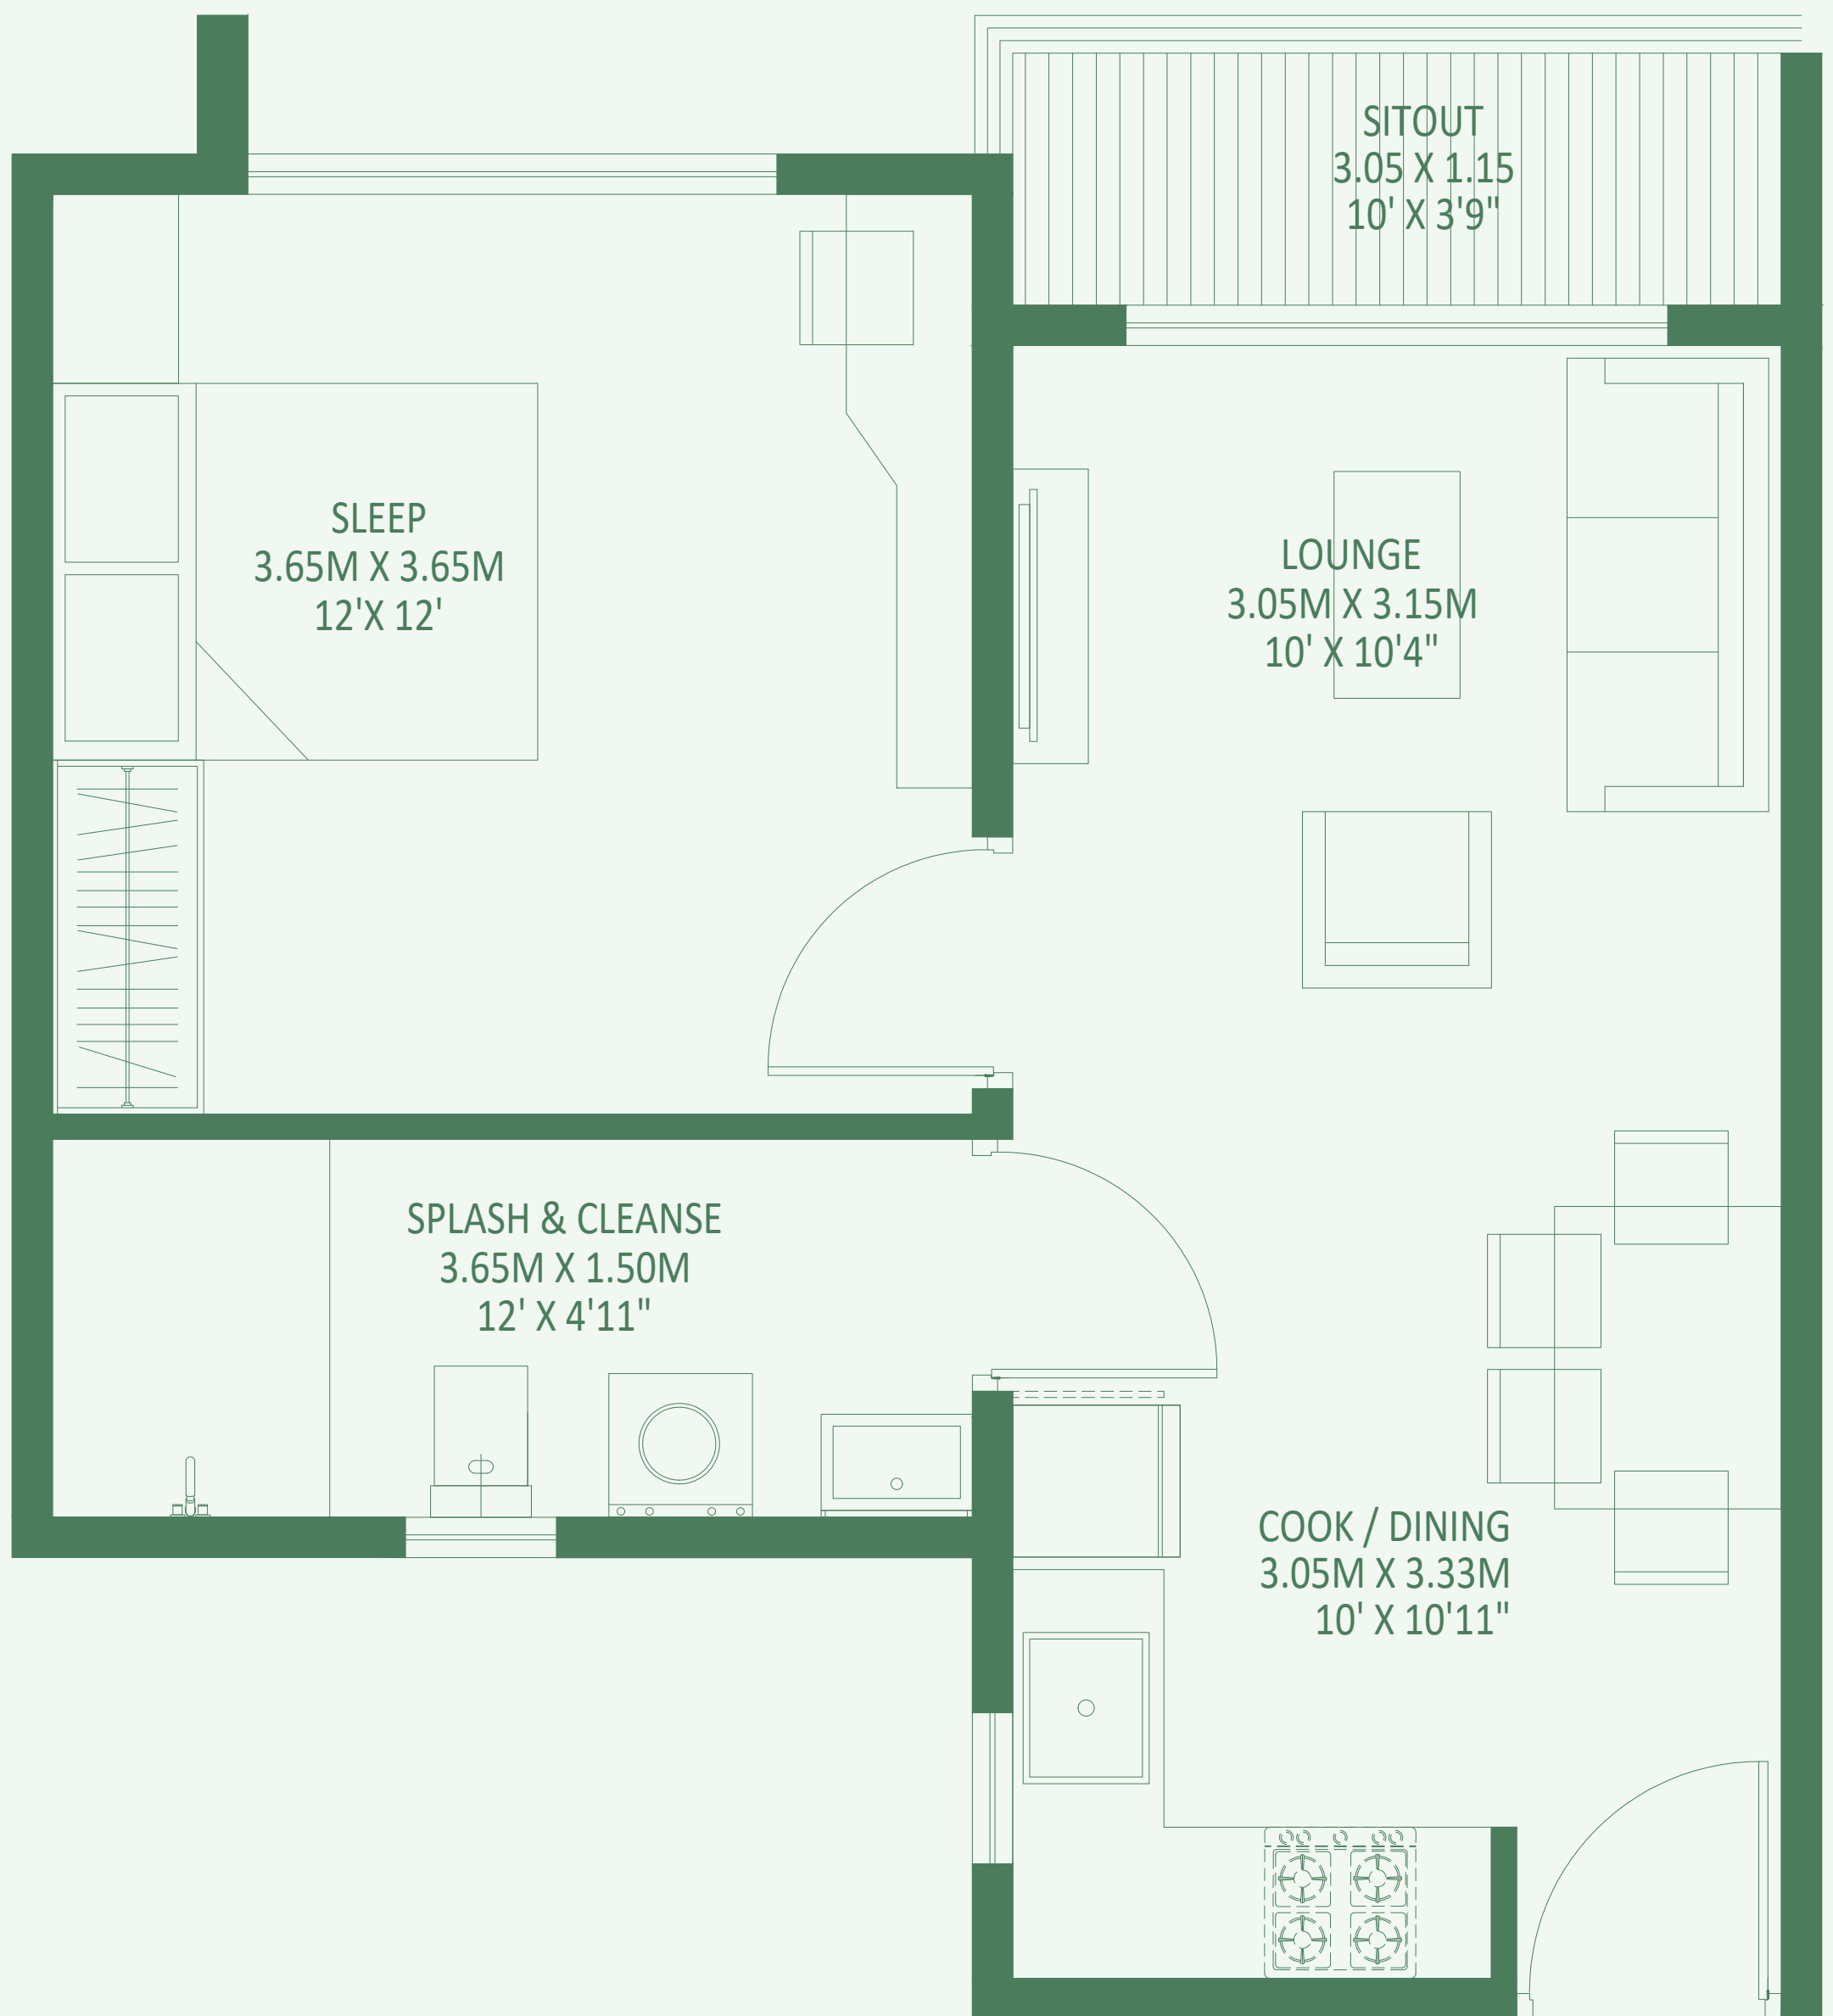 SITOUT
3.05 X 1.15
10' X 3'9"
SLEEP
3.65M X 3.65M
12'X 12'
LOUNGE
3.05M X 3.15M
10' X 10'4"
SPLASH & CLEANSE
3.65M X 1.50M
12' X 4'11"
COOK / DINING
3.05M X 3.33M
10' X 10'11"